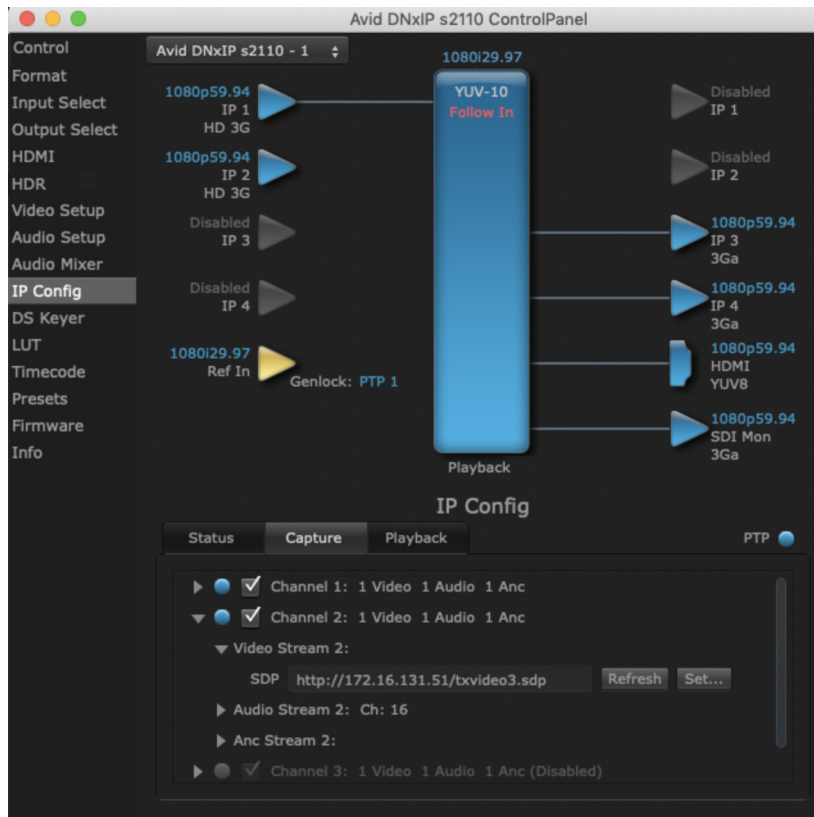 Avid DNxIP s2110 ControlPanel
Control
Format
Input Select
Output Select
HDMI
HDR
Video Setup
Audio Setup
Audio Mixer
IP Config
DS Keyer
LUT
Timecode
Presets
Firmware
Info
Avid DNxIP s2110 - 1
1080p59.94
IP 1
HD 3G
1080p59.94
IP 2
HD 3G
Disabled
IP 3
Disabled
IP 4
1080i29.97
Ref In
Genlock: PTP 1
1080i29.97
YUV-10
Follow In
Playback
Disabled
IP 1
Disabled
IP 2
1080p59.94
IP 3
3Ga
1080p59.94
IP 4
3Ga
1080p59.94
HDMI
YUV8
1080p59.94
SDI Mon
3Ga
IP Config
Status Capture Playback PTP
Channel 1: 1 Video 1 Audio 1 Anc
Channel 2: 1 Video 1 Audio 1 Anc
Video Stream 2:
SDP http://172.16.131.51/txvideo3.sdp Refresh Set...
Audio Stream 2: Ch: 16
Anc Stream 2:
Channel 3: 1 Video 1 Audio 1 Anc (Disabled)